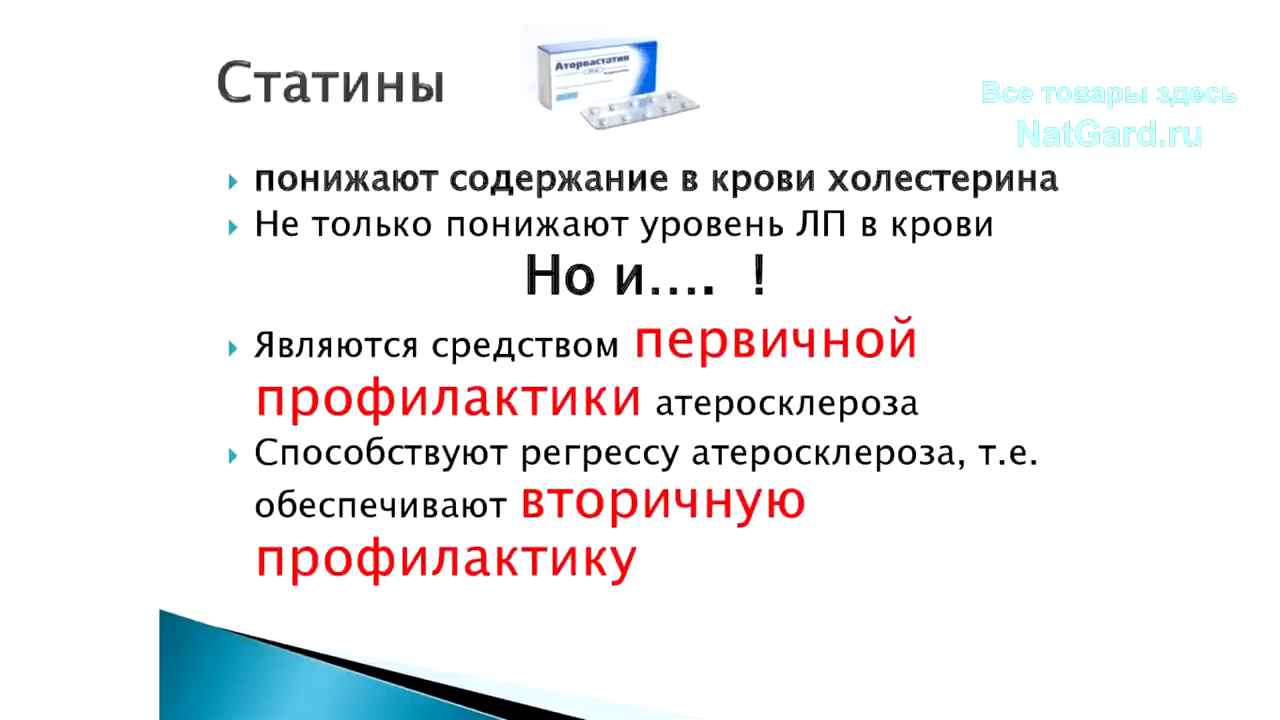 Статины
Аторвастатин
Все товары здесь
NatGard.ru
понижают содержание в крови холестерина
Не только понижают уровень ЛП в крови
Но и…. !
Являются средством первичной
профилактики атеросклероза
Способствуют регрессу атеросклероза, т.е.
обеспечивают вторичную
профилактику